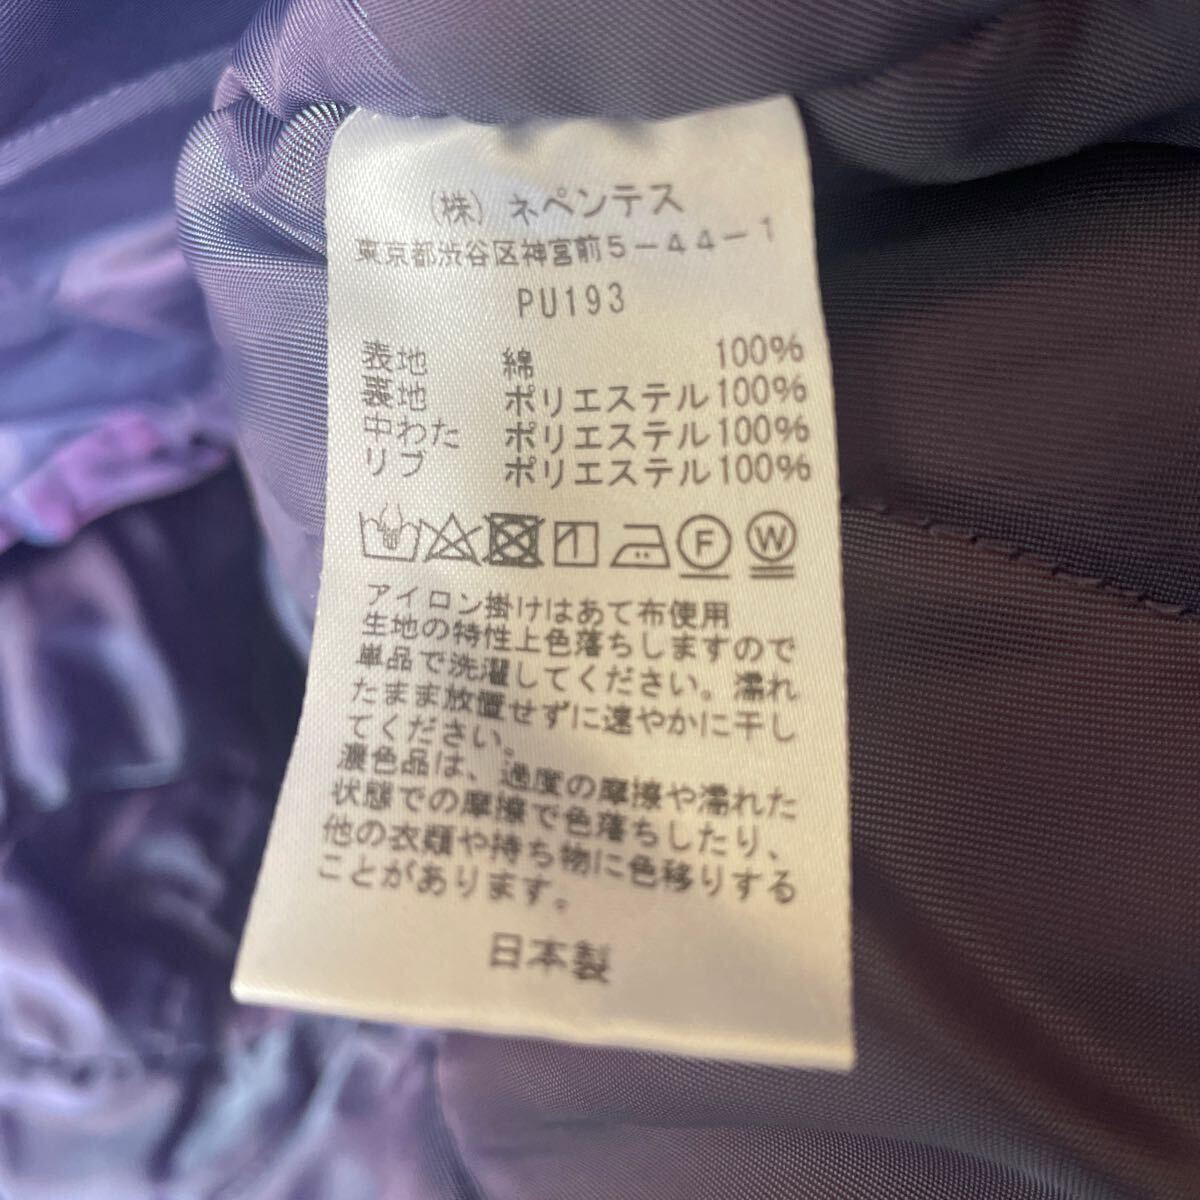 (株) ネペンテス
東京都渋谷区神宮前5-44-1
PU193
表地 綿 100%
裏地 ポリエステル100%
中わた ポリエステル100%
リブ ポリエステル100%
F W
アイロン掛けはあて布使用
生地の特性上色落ちしますので
単品で洗濯してください。濡れ
たまま放置せずに速やかに干し
てください。
濃色品は、過度の摩擦や濡れた
状態での摩擦で色落ちしたり、
他の衣類や持ち物に色移りする
ことがあります。
日本製